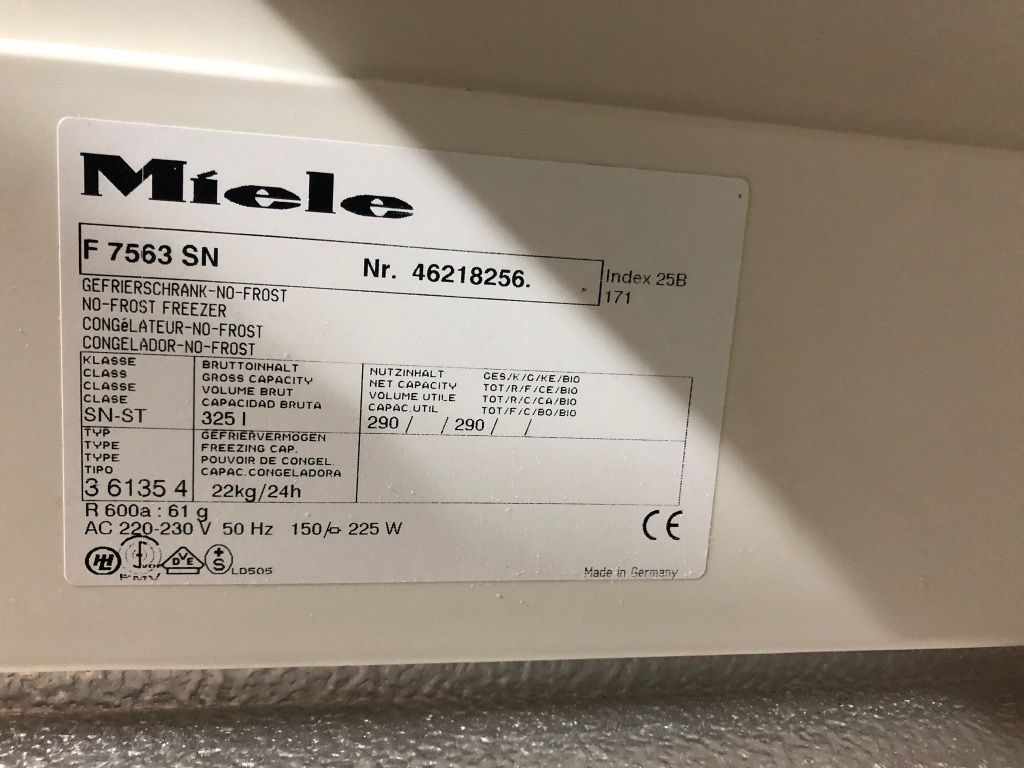 Miele
F 7563 SN Nr. 46218256. Index 25B
171
GEFRIERSCHRANK-NO-FROST
NO-FROST FREEZER
CONGéLATEUR-NO-FROST
CONGELADOR-NO-FROST
KLASSE
CLASS
CLASSE
CLASE
SN-ST
BRUTTOINHALT
GROSS CAPACITY
VOLUME BRUT
CAPACIDAD BRUTA
325 l
NUTZINHALT GES/K/G/KE/BIO
NET CAPACITY TOT/R/F/CE/BIO
VOLUME UTILE TOT/R/C/CA/BIO
CAPAC.UTIL TOT/F/C/BO/BIO
290 / / 290 / /
TYP
TYPE
TYPE
TIPO
3 6135 4
GEFRIERVERMÖGEN
FREEZING CAP.
POUVOIR DE CONGEL.
CAPAC.CONGELADORA
22kg/24h
R 600a : 61 g
AC 220-230 V 50 Hz 150/ 225 W
CE
DVE +S LD505
Made in Germany